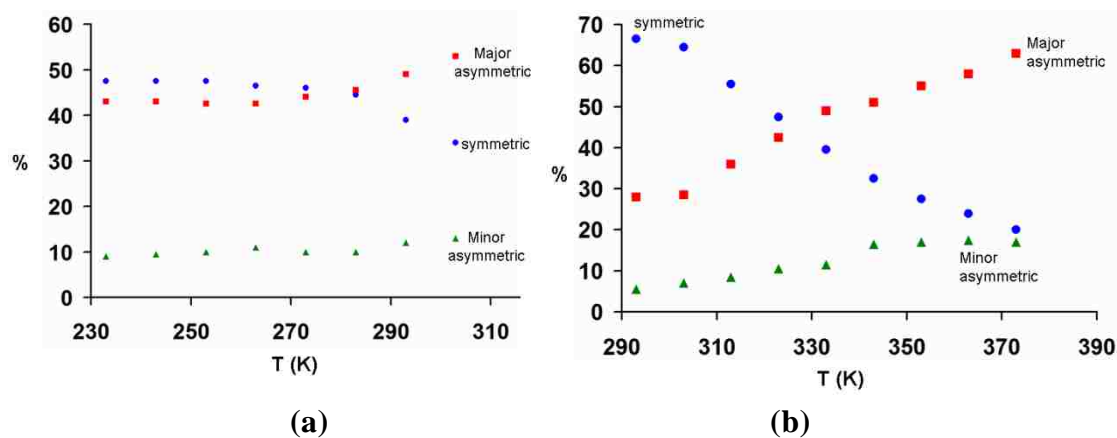 60
50
40
30
20
10
0
%
Major
asymmetric
symmetric
Minor
asymmetric
230
250
270
290
310
T (K)
(a)
70
60
50
40
30
20
10
0
%
symmetric
Major
asymmetric
Minor
asymmetric
290
310
330
350
370
390
T (K)
(b)